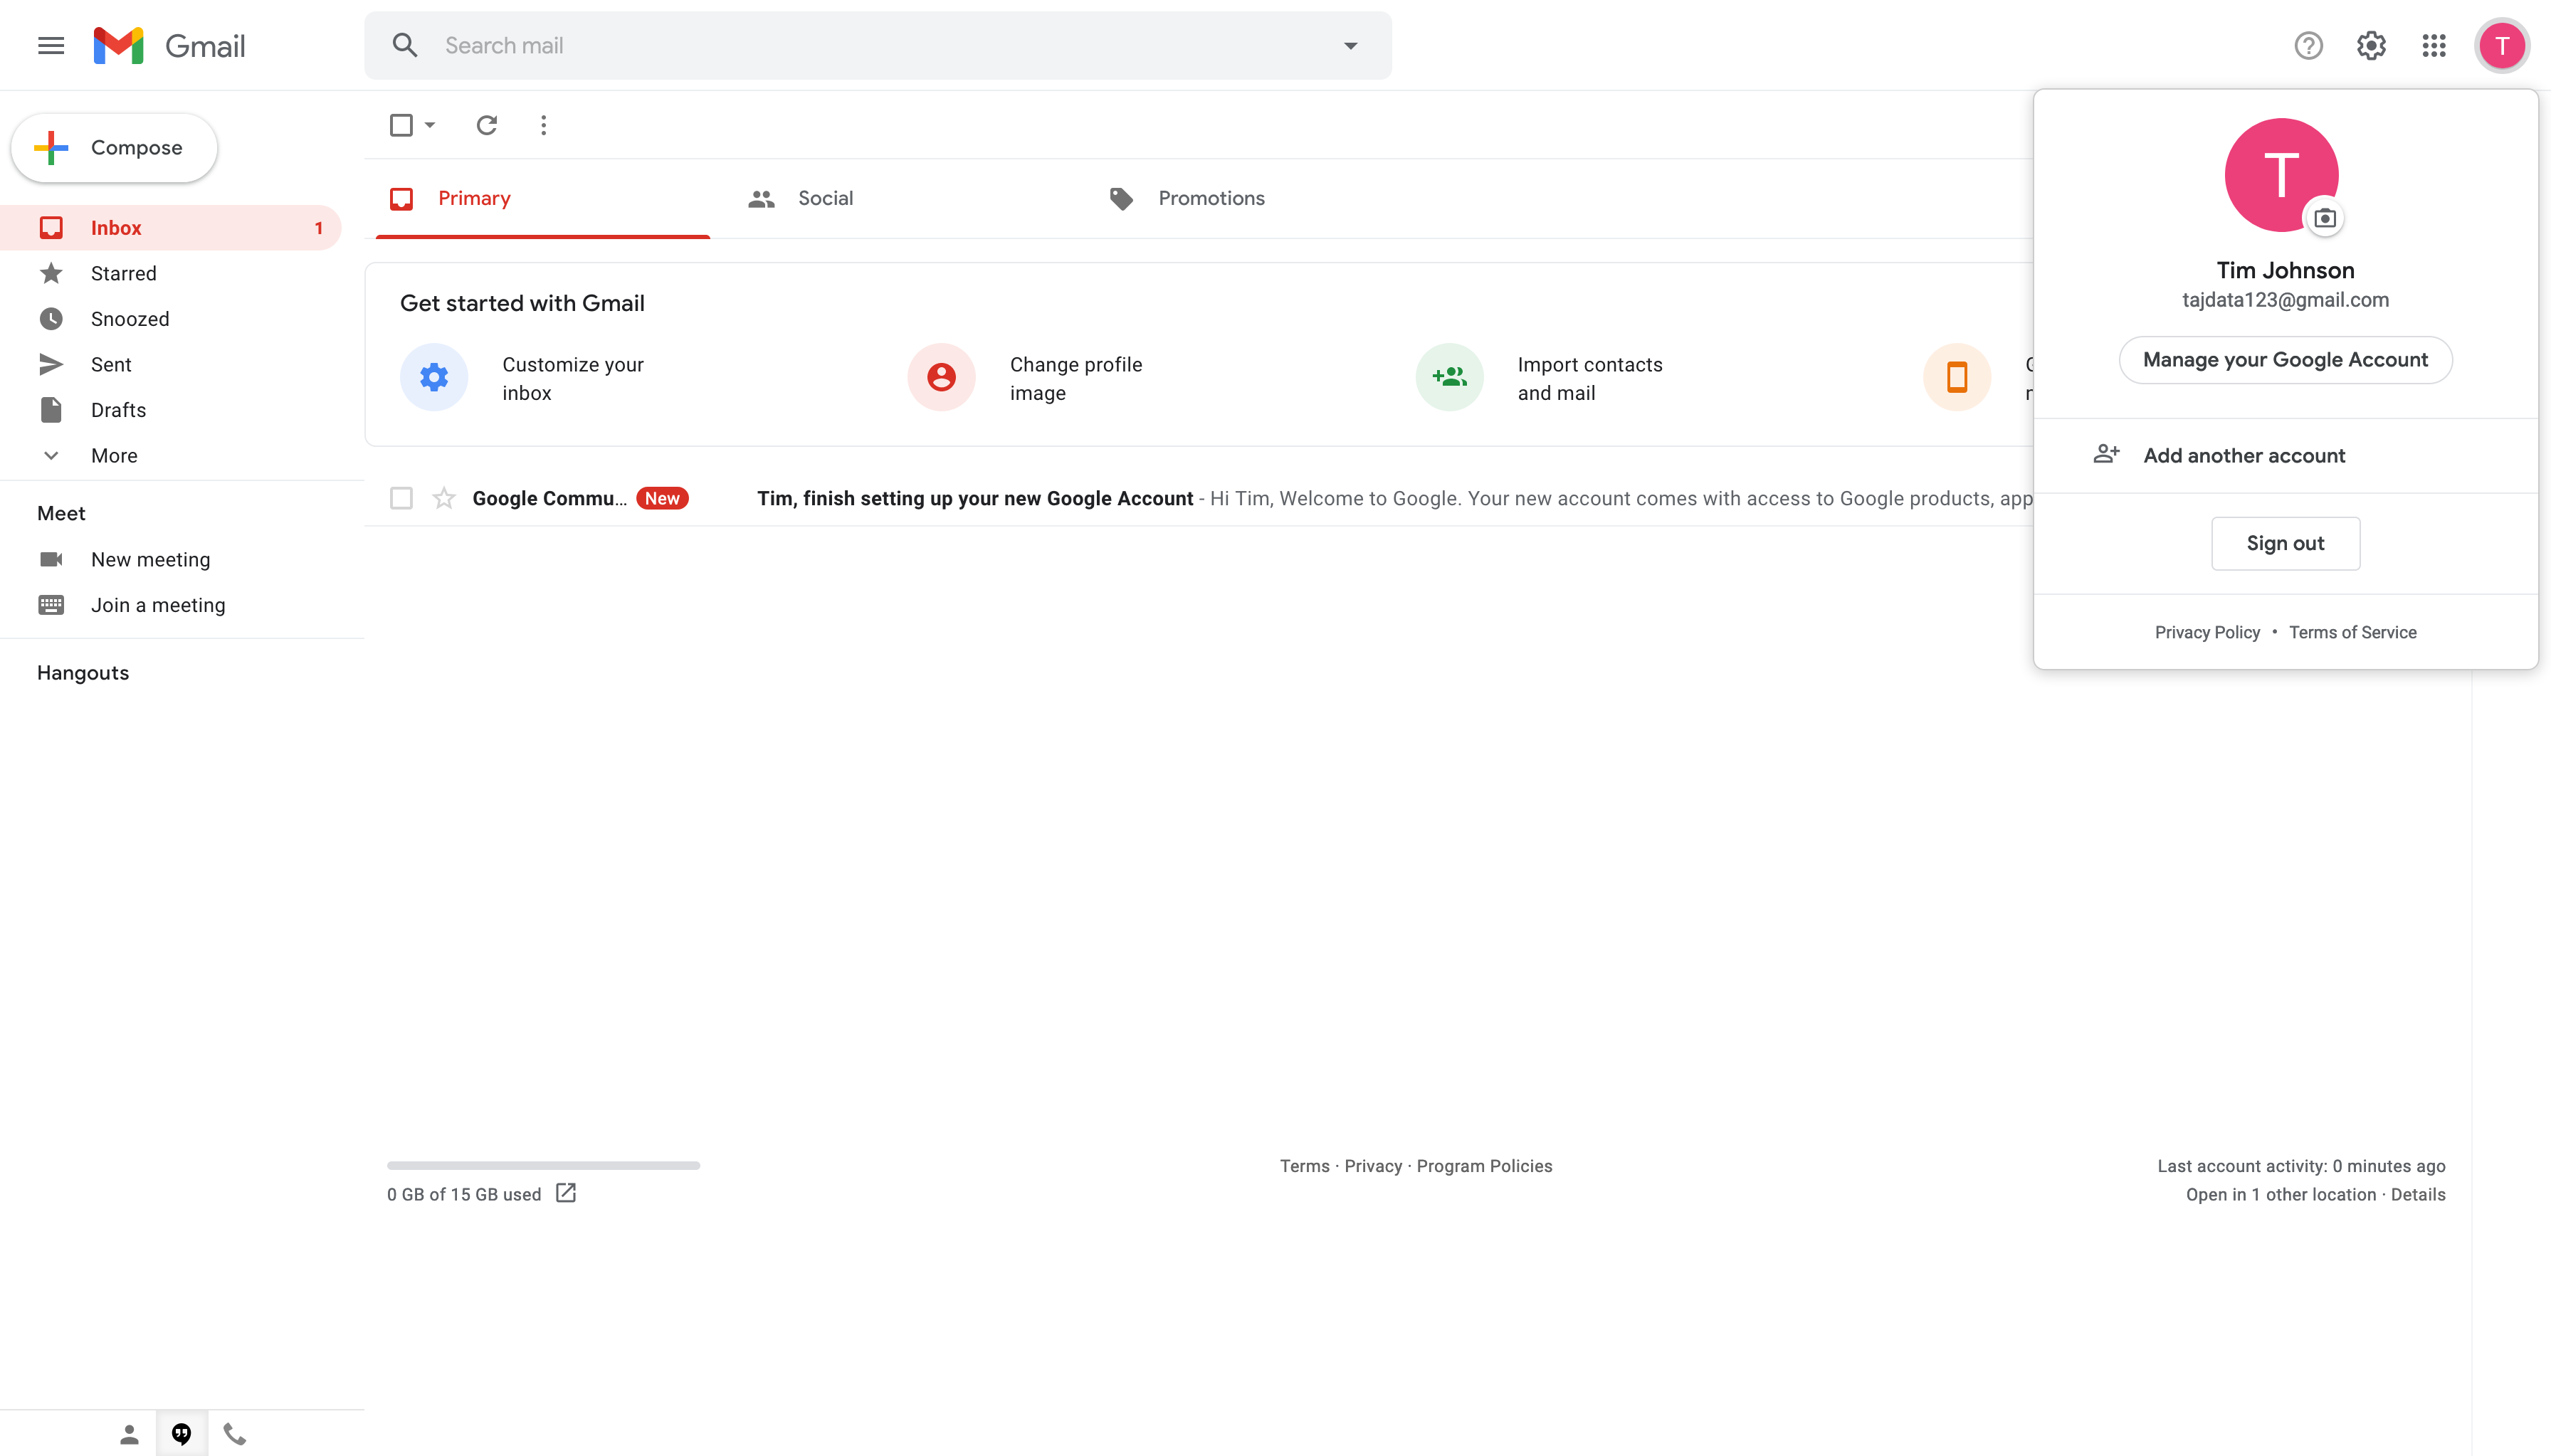 Gmail
Search mail
T
Compose
Inbox 1
Starred
Snoozed
Sent
Drafts
More
Meet
New meeting
Join a meeting
Hangouts
Primary
Social
Promotions
Get started with Gmail
Customize your
inbox
Change profile
image
Import contacts
and mail
Google Commu... New Tim, finish setting up your new Google Account - Hi Tim, Welcome to Google. Your new account comes with access to Google products, app
T
Tim Johnson
tajdata123@gmail.com
Manage your Google Account
Add another account
Sign out
Privacy Policy • Terms of Service
0 GB of 15 GB used
Terms · Privacy · Program Policies
Last account activity: 0 minutes ago
Open in 1 other location · Details